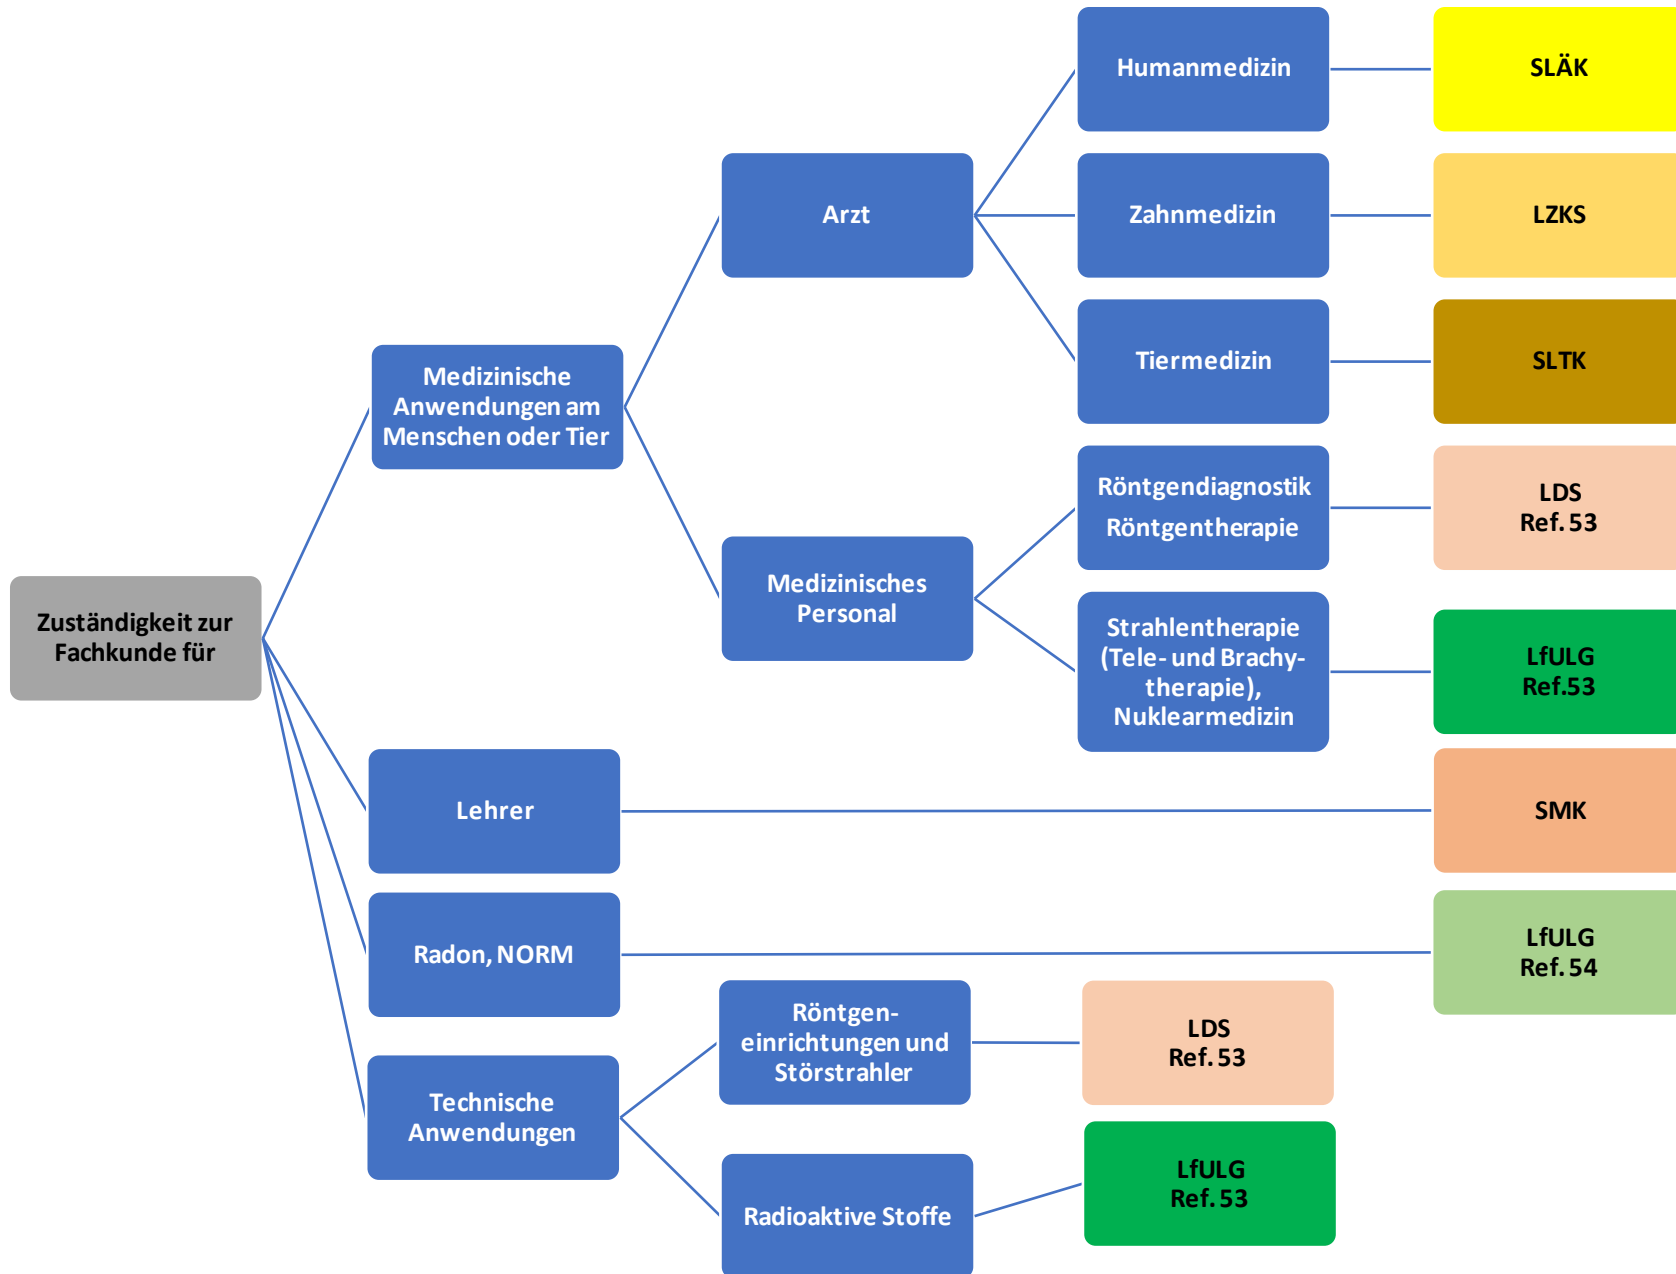 Zuständigkeit zur
Fachkunde für
Medizinische
Anwendungen am
Menschen oder Tier
Arzt
Humanmedizin
SLÄK
Zahnmedizin
LZKS
Tiermedizin
SLTK
Medizinisches
Personal
Röntgendiagnostik
Röntgentherapie
LDS
Ref. 53
Strahlentherapie
(Tele- und Brachy-
therapie),
Nuklearmedizin
LfULG
Ref.53
Lehrer
SMK
Radon, NORM
LfULG
Ref. 54
Technische
Anwendungen
Röntgen-
einrichtungen und
Störstrahler
LDS
Ref. 53
Radioaktive Stoffe
LfULG
Ref. 53